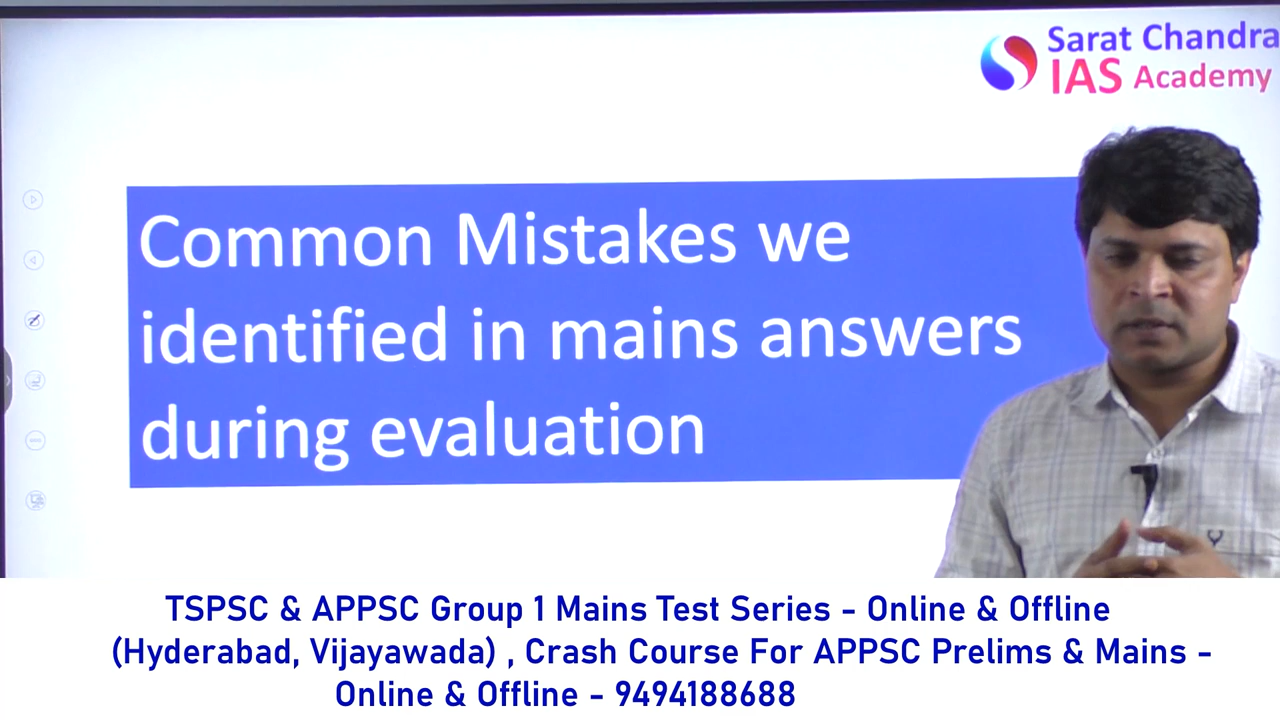 Sarat Chandra
IAS Academy
Common Mistakes we
identified in mains answers
during evaluation
TSPSC & APPSC Group 1 Mains Test Series - Online & Offline
(Hyderabad, Vijayawada) , Crash Course For APPSC Prelims & Mains -
Online & Offline - 9494188688